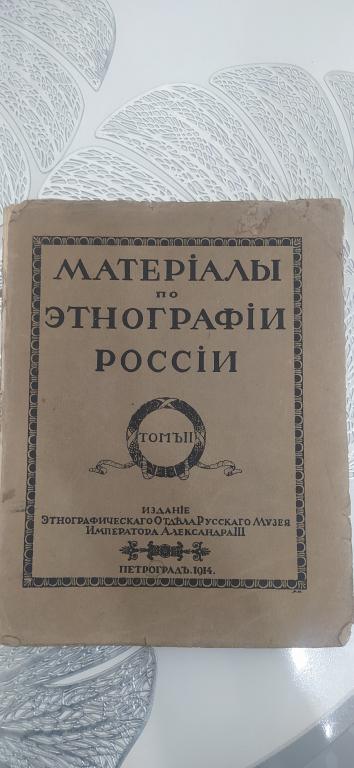 МАТЕРІАЛЫ
ПО
ЭТНОГРАФІИ
РОССІИ
ТОМЪ II
ИЗДАНІЕ
ЭТНОГРАФИЧЕСКАГО ОТДѢЛА РУССКАГО МУЗЕЯ
ИМПЕРАТОРА АЛЕКСАНДРА III
ПЕТРОГРАДЪ. 1914.